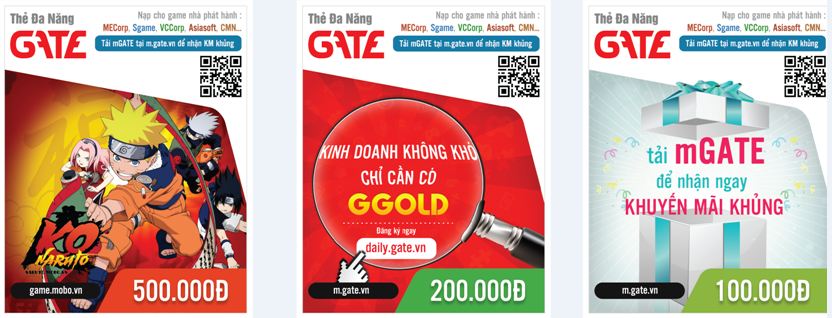 Thẻ Đa Năng
GATE
Nạp cho game nhà phát hành :
MECorp, Sgame, VCCorp, Asiasoft, CMN...
Tải mGATE tại m.gate.vn để nhận KM khủng
KO
NARUTO
game.mobo.vn
500.000Đ
Thẻ Đa Năng
GATE
Nạp cho game nhà phát hành :
MECorp, Sgame, VCCorp, Asiasoft, CMN...
Tải mGATE tại m.gate.vn để nhận KM khủng
KINH DOANH KHÔNG KHÓ
CHỈ CẦN CÓ
GGOLD
Đăng ký ngay
daily.gate.vn
m.gate.vn
200.000Đ
Thẻ Đa Năng
GATE
Nạp cho game nhà phát hành :
MECorp, Sgame, VCCorp, Asiasoft, CMN...
Tải mGATE tại m.gate.vn để nhận KM khủng
tải mGATE
để nhận ngay
KHUYẾN MÃI KHỦNG
m.gate.vn
100.000Đ